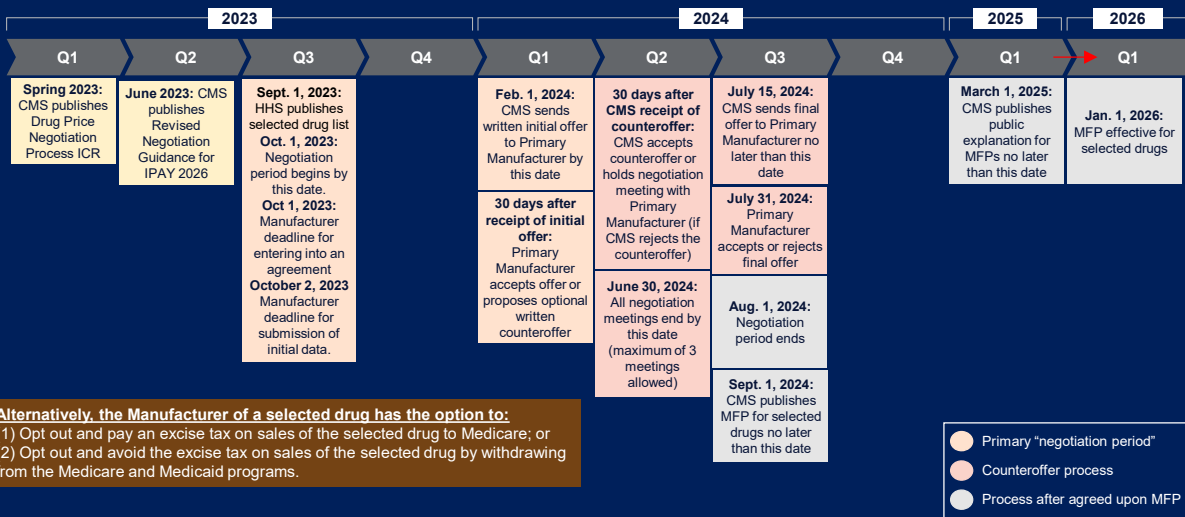 2023
2024
2025
2026
Q1
Q2
Q3
Q4
Q1
Q2
Q3
Q4
Q1
Q1
Spring 2023:
CMS publishes
Drug Price
Negotiation
Process ICR
June 2023: CMS
publishes
Revised
Negotiation
Guidance for
IPAY 2026
Sept. 1, 2023:
HHS publishes
selected drug list
Oct. 1, 2023:
Negotiation
period begins by
this date.
Oct 1, 2023:
Manufacturer
deadline for
entering into an
agreement
October 2, 2023
Manufacturer
deadline for
submission of
initial data.
Feb. 1, 2024:
CMS sends
written initial offer
to Primary
Manufacturer by
this date
30 days after
receipt of initial
offer:
Primary
Manufacturer
accepts offer or
proposes optional
written
counteroffer
30 days after
CMS receipt of
counteroffer:
CMS accepts
counteroffer or
holds negotiation
meeting with
Primary
Manufacturer (if
CMS rejects the
counteroffer)
June 30, 2024:
All negotiation
meetings end by
this date
(maximum of 3
meetings
allowed)
July 15, 2024:
CMS sends final
offer to Primary
Manufacturer no
later than this
date
July 31, 2024:
Primary
Manufacturer
accepts or rejects
final offer
Aug. 1, 2024:
Negotiation
period ends
Sept. 1, 2024:
CMS publishes
MFP for selected
drugs no later
than this date
March 1, 2025:
CMS publishes
public
explanation for
MFPs no later
than this date
Jan. 1, 2026:
MFP effective for
selected drugs
Alternatively, the Manufacturer of a selected drug has the option to:
1) Opt out and pay an excise tax on sales of the selected drug to Medicare; or
2) Opt out and avoid the excise tax on sales of the selected drug by withdrawing
from the Medicare and Medicaid programs.
Primary “negotiation period”
Counteroffer process
Process after agreed upon MFP